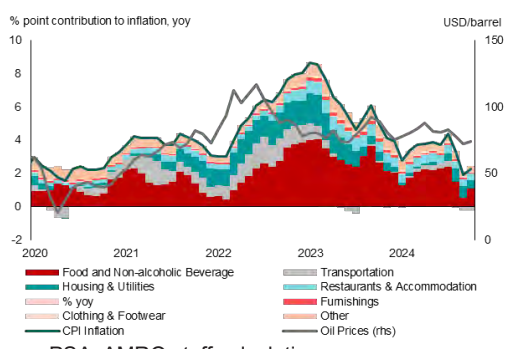 % point contribution to inflation, yoy USD/barrel
10 150
8
6 100
4
2 50
0
-2 0
2020 2021 2022 2023 2024
Food and Non-alcoholic Beverage Transportation
Housing & Utilities Restaurants & Accommodation
% yoy Furnishings
Clothing & Footwear Other
CPI Inflation Oil Prices (rhs)